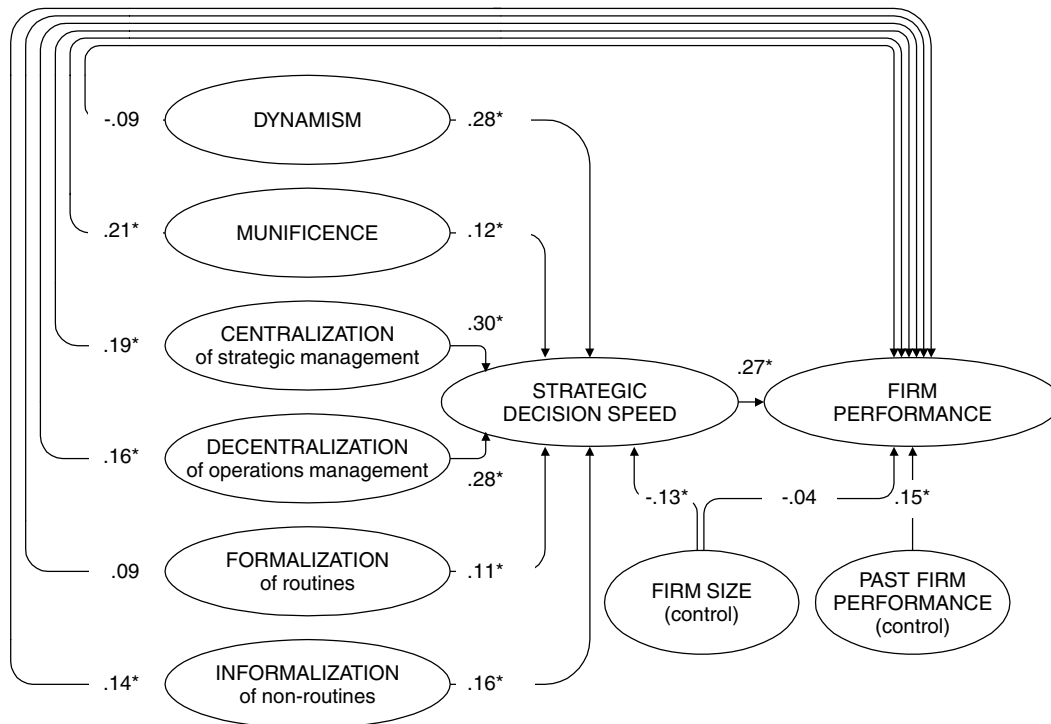 -.09 DYNAMISM .28*
.21* MUNIFICENCE .12*
.19* CENTRALIZATION .30*
of strategic management
STRATEGIC
DECISION SPEED
.27*
FIRM
PERFORMANCE
.16* DECENTRALIZATION
of operations management .28*
-.13* -.04 .15*
.09 FORMALIZATION .11*
of routines
FIRM SIZE
(control)
PAST FIRM
PERFORMANCE
(control)
.14* INFORMALIZATION .16*
of non-routines